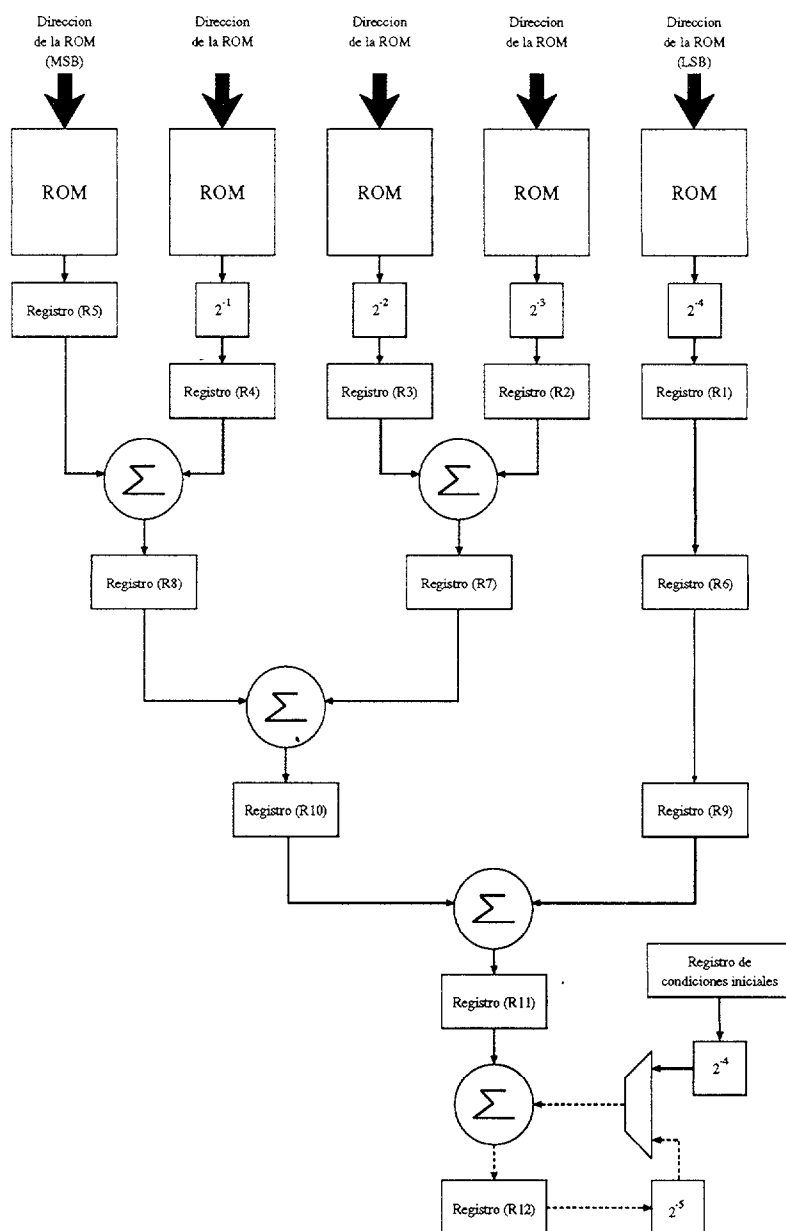 Direccion
de la ROM
(MSB)
Direccion
de la ROM
Direccion
de la ROM
Direccion
de la ROM
Direccion
de la ROM
(LSB)
ROM
ROM
ROM
ROM
ROM
Registro (R5)
2^-1
2^-2
2^-3
2^-4
Registro (R4)
Registro (R3)
Registro (R2)
Registro (R1)
Σ
Σ
Registro (R8)
Registro (R7)
Registro (R6)
Σ
Registro (R10)
Registro (R9)
Σ
Registro de
condiciones iniciales
Registro (R11)
2^-4
Σ
Registro (R12)
2^-5